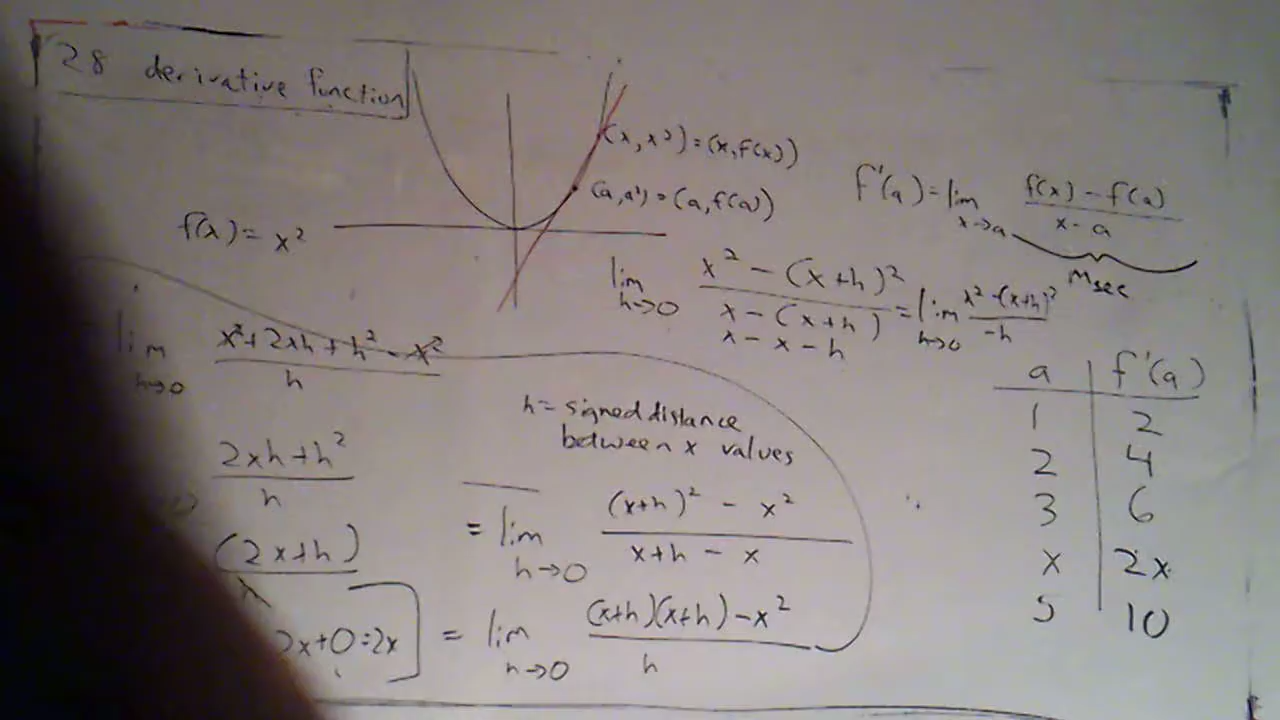 28 derivative function
(x, x²) = (x, f(x))
(a, a²) = (a, f(a))
f(x) = x²
f'(a) = lim x→a f(x) - f(a) / x - a
msec
lim h→0 x² - (x+h)² / x - (x+h) = lim h→0 x² - (x+h)² / -h
x - x - h
lim h→0 x² + 2xh + h² - x² / h
h = signed distance
between x values
2xh + h² / h
= lim h→0 (x+h)² - x² / x+h - x
(2x+h)
h
2x+0=2x
= lim h→0 (x+h)(x+h) - x² / h
a f'(a)
1 2
2 4
3 6
x 2x
5 10